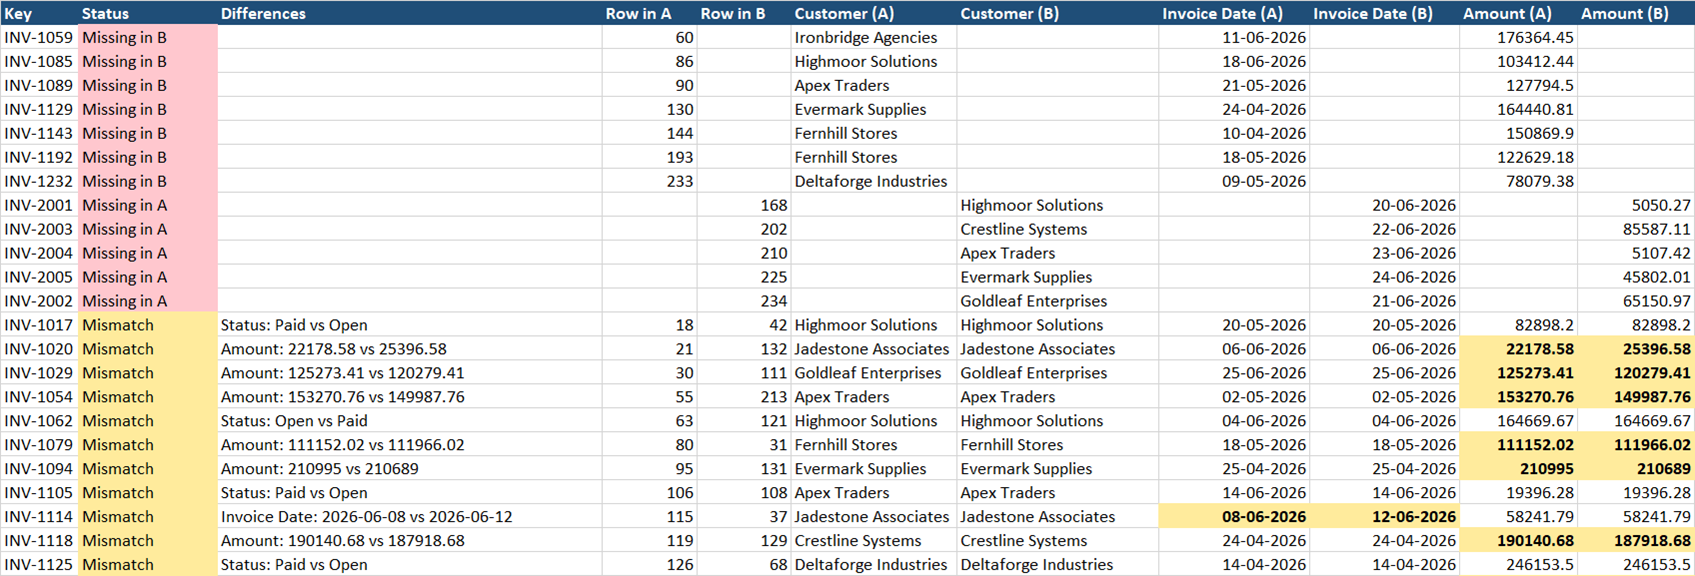 Key Status Differences Row in A Row in B Customer (A) Customer (B) Invoice Date (A) Invoice Date (B) Amount (A) Amount (B)
INV-1059 Missing in B 60 Ironbridge Agencies 11-06-2026 176364.45
INV-1085 Missing in B 86 Highmoor Solutions 18-06-2026 103412.44
INV-1089 Missing in B 90 Apex Traders 21-05-2026 127794.5
INV-1129 Missing in B 130 Evermark Supplies 24-04-2026 164440.81
INV-1143 Missing in B 144 Fernhill Stores 10-04-2026 150869.9
INV-1192 Missing in B 193 Fernhill Stores 18-05-2026 122629.18
INV-1232 Missing in B 233 Deltaforge Industries 09-05-2026 78079.38
INV-2001 Missing in A 168 Highmoor Solutions 20-06-2026 5050.27
INV-2003 Missing in A 202 Crestline Systems 22-06-2026 85587.11
INV-2004 Missing in A 210 Apex Traders 23-06-2026 5107.42
INV-2005 Missing in A 225 Evermark Supplies 24-06-2026 45802.01
INV-2002 Missing in A 234 Goldleaf Enterprises 21-06-2026 65150.97
INV-1017 Mismatch Status: Paid vs Open 18 42 Highmoor Solutions Highmoor Solutions 20-05-2026 20-05-2026 82898.2 82898.2
INV-1020 Mismatch Amount: 22178.58 vs 25396.58 21 132 Jadestone Associates Jadestone Associates 06-06-2026 06-06-2026 22178.58 25396.58
INV-1029 Mismatch Amount: 125273.41 vs 120279.41 30 111 Goldleaf Enterprises Goldleaf Enterprises 25-06-2026 25-06-2026 125273.41 120279.41
INV-1054 Mismatch Amount: 153270.76 vs 149987.76 55 213 Apex Traders Apex Traders 02-05-2026 02-05-2026 153270.76 149987.76
INV-1062 Mismatch Status: Open vs Paid 63 121 Highmoor Solutions Highmoor Solutions 04-06-2026 04-06-2026 164669.67 164669.67
INV-1079 Mismatch Amount: 111152.02 vs 111966.02 80 31 Fernhill Stores Fernhill Stores 18-05-2026 18-05-2026 111152.02 111966.02
INV-1094 Mismatch Amount: 210995 vs 210689 95 131 Evermark Supplies Evermark Supplies 25-04-2026 25-04-2026 210995 210689
INV-1105 Mismatch Status: Paid vs Open 106 108 Apex Traders Apex Traders 14-06-2026 14-06-2026 19396.28 19396.28
INV-1114 Mismatch Invoice Date: 2026-06-08 vs 2026-06-12 115 37 Jadestone Associates Jadestone Associates 08-06-2026 12-06-2026 58241.79 58241.79
INV-1118 Mismatch Amount: 190140.68 vs 187918.68 119 129 Crestline Systems Crestline Systems 24-04-2026 24-04-2026 190140.68 187918.68
INV-1125 Mismatch Status: Paid vs Open 126 68 Deltaforge Industries Deltaforge Industries 14-04-2026 14-04-2026 246153.5 246153.5